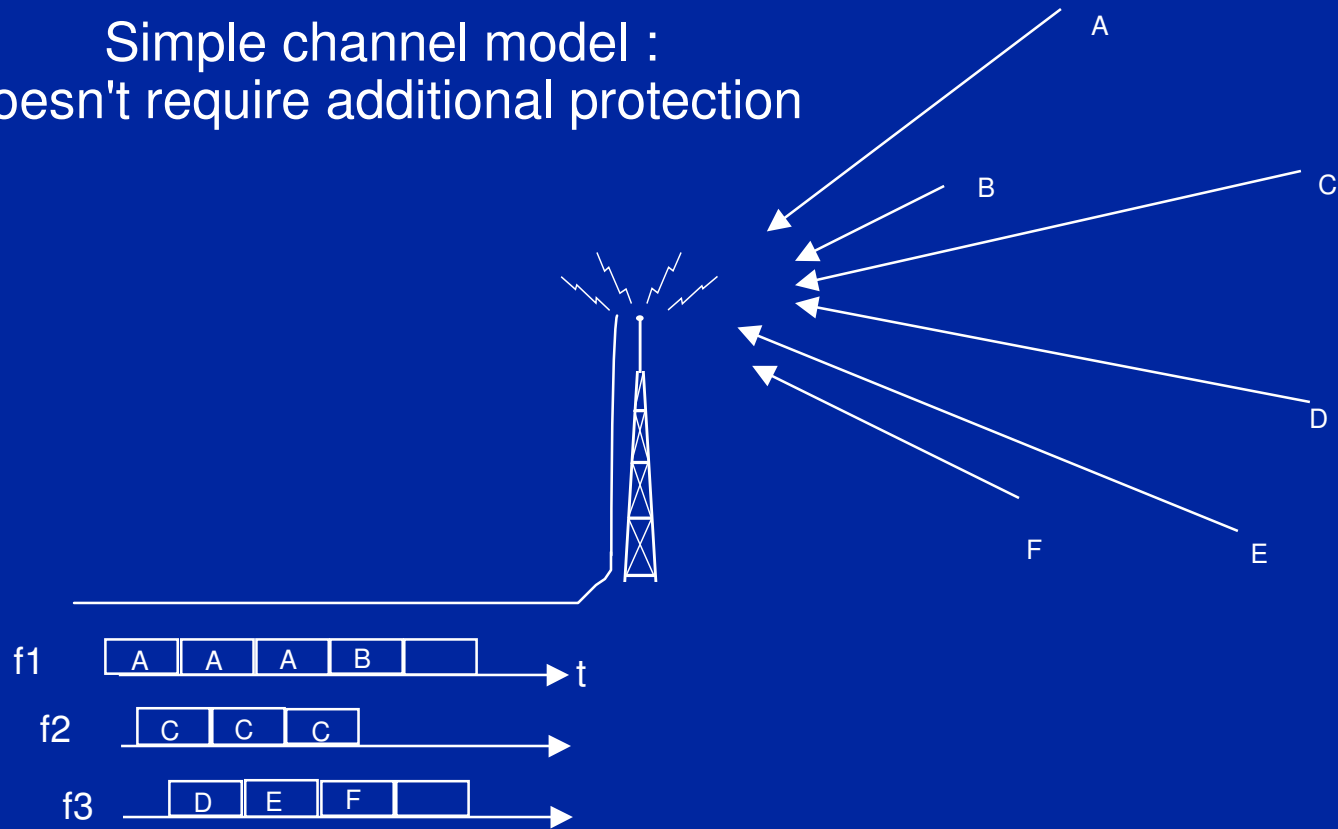 Simple channel model :
oesn't require additional protection
A
B
C
D
E
F
f1 A A A B t
f2 C C C
f3 D E F